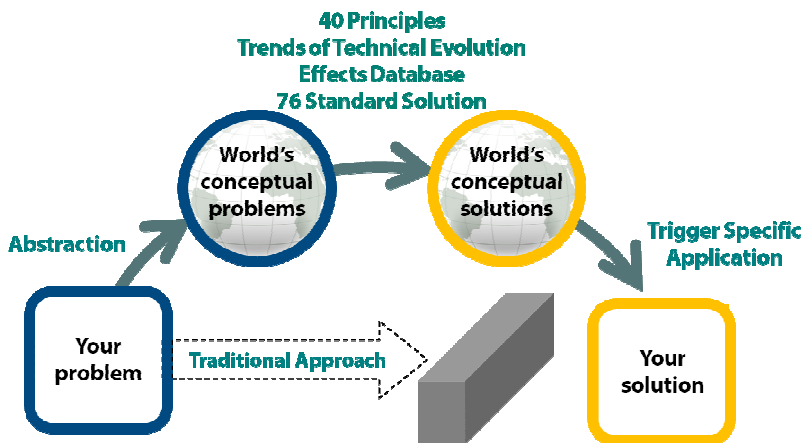 40 Principles
Trends of Technical Evolution
Effects Database
76 Standard Solution
World's
conceptual
problems
World's
conceptual
solutions
Abstraction
Trigger Specific
Application
Your
problem
Traditional Approach
Your
solution